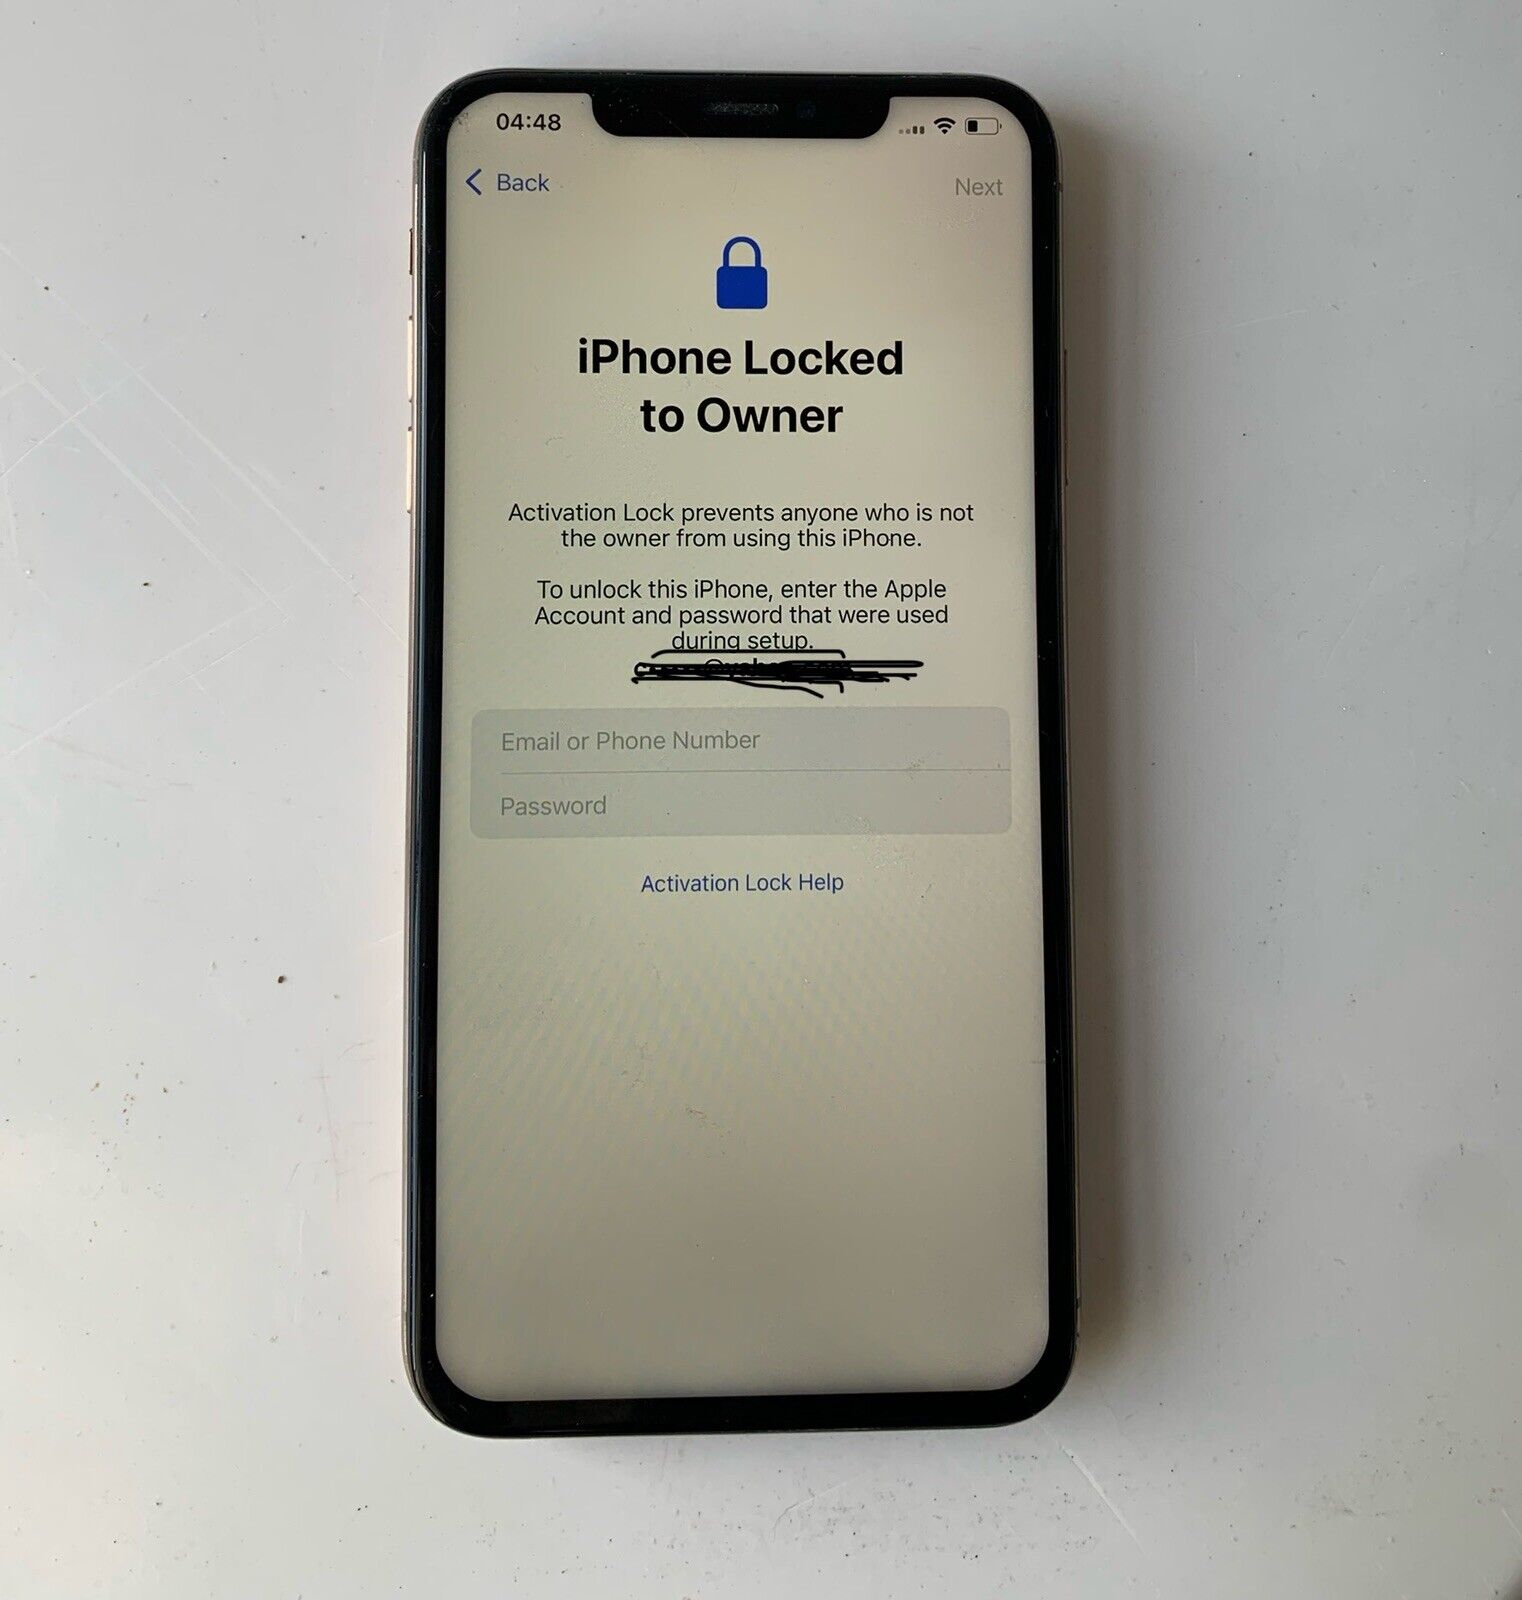 04:48
Back
Next
iPhone Locked
to Owner
Activation Lock prevents anyone who is not
the owner from using this iPhone.
To unlock this iPhone, enter the Apple
Account and password that were used
during setup.
Email or Phone Number
Password
Activation Lock Help